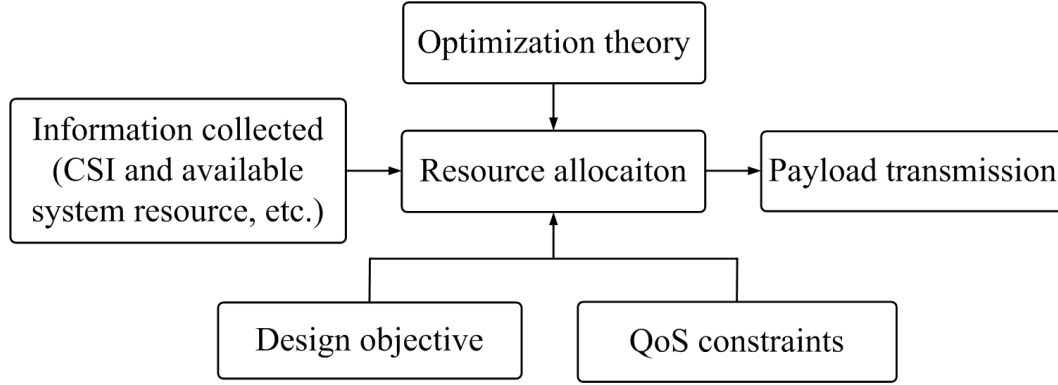 Optimization theory
Information collected
(CSI and available
system resource, etc.)
Resource allocaiton
Payload transmission
Design objective
QoS constraints